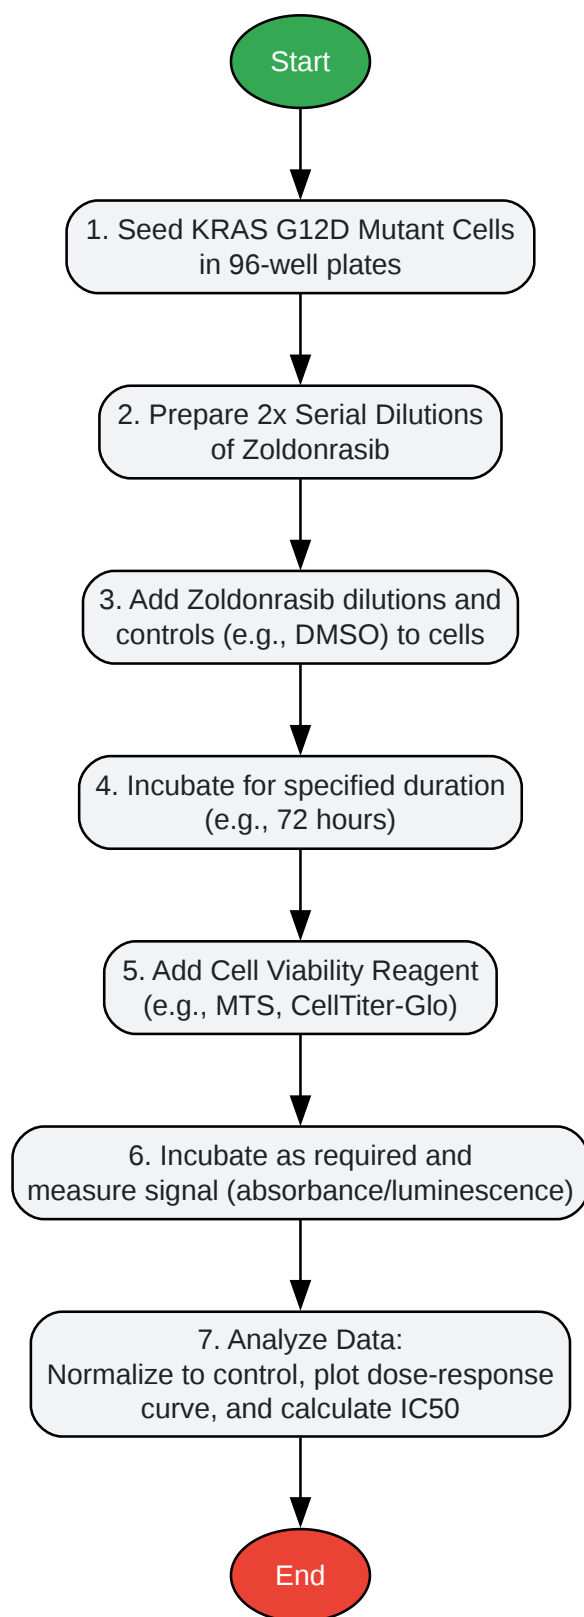 Start
1. Seed KRAS G12D Mutant Cells
in 96-well plates
2. Prepare 2x Serial Dilutions
of Zoldonrasib
3. Add Zoldonrasib dilutions and
controls (e.g., DMSO) to cells
4. Incubate for specified duration
(e.g., 72 hours)
5. Add Cell Viability Reagent
(e.g., MTS, CellTiter-Glo)
6. Incubate as required and
measure signal (absorbance/luminescence)
7. Analyze Data:
Normalize to control, plot dose-response
curve, and calculate IC50
End